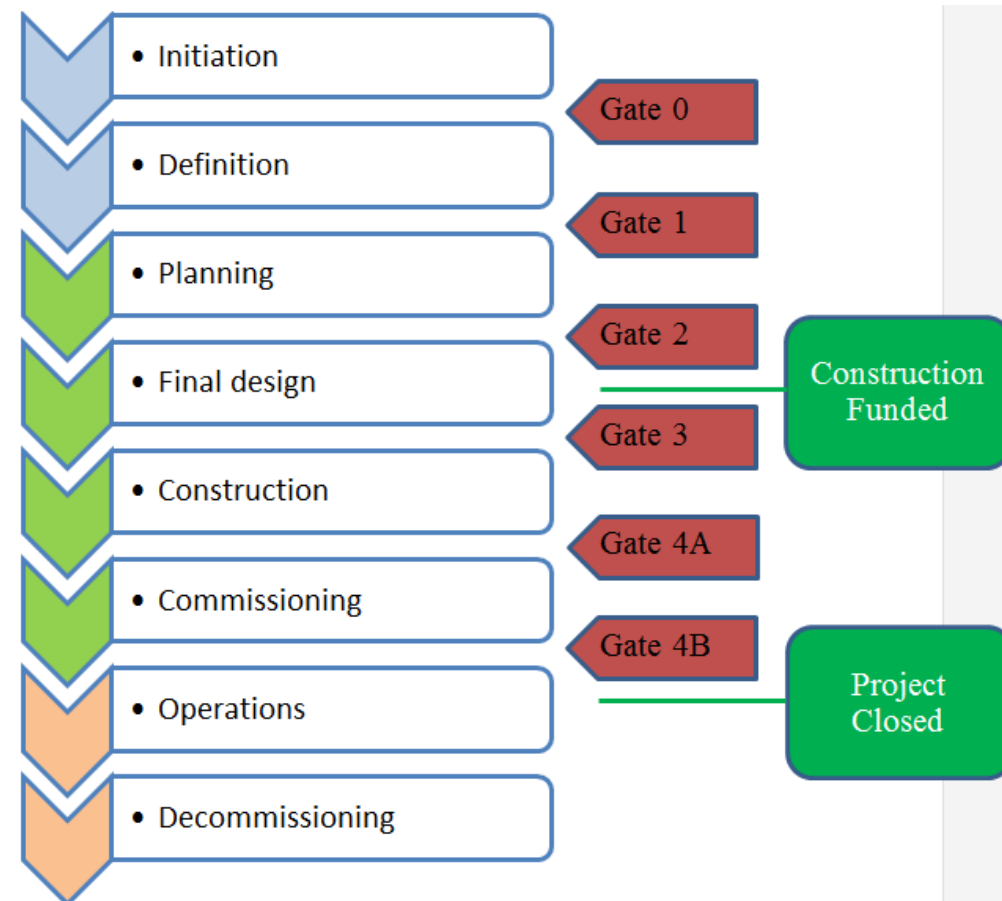 • Initiation
Gate 0
• Definition
Gate 1
• Planning
Gate 2
Construction
Funded
• Final design
Gate 3
• Construction
Gate 4A
• Commissioning
Gate 4B
Project
Closed
• Operations
• Decommissioning